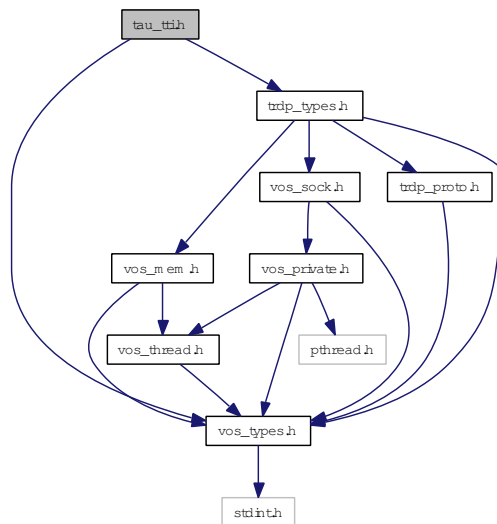 tau_tti.h
trdp_types.h
vos_sock.h
trdp_proto.h
vos_mem.h
vos_private.h
vos_thread.h
pthread.h
vos_types.h
stdint.h